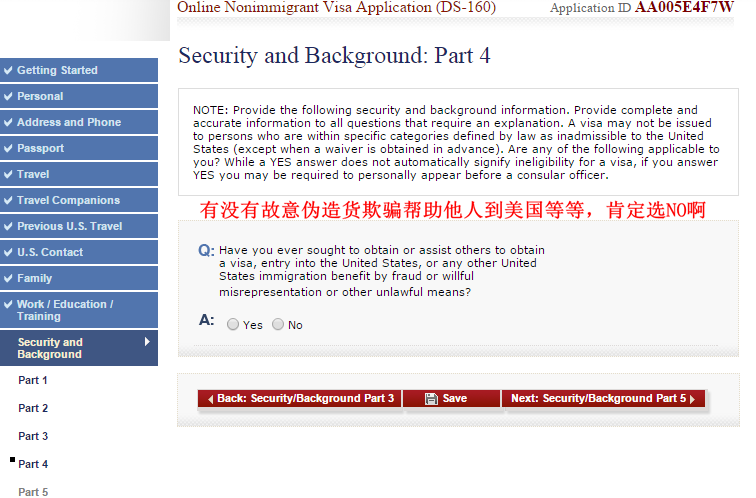 Online Nonimmigrant Visa Application (DS-160)
Application ID AA005E4F7W
Security and Background: Part 4
Getting Started
Personal
Address and Phone
Passport
Travel
Travel Companions
Previous U.S. Travel
U.S. Contact
Family
Work / Education /
Training
Security and
Background
Part 1
Part 2
Part 3
Part 4
Part 5
NOTE: Provide the following security and background information. Provide complete and
accurate information to all questions that require an explanation. A visa may not be issued
to persons who are within specific categories defined by law as inadmissible to the United
States (except when a waiver is obtained in advance). Are any of the following applicable to
you? While a YES answer does not automatically signify ineligibility for a visa, if you answer
YES you may be required to personally appear before a consular officer.
有没有故意伪造货欺骗帮助他人到美国等等，肯定选NO啊
Q: Have you ever sought to obtain or assist others to obtain
a visa, entry into the United States, or any other United
States immigration benefit by fraud or willful
misrepresentation or other unlawful means?
A: Yes No
Back: Security/Background Part 3
Save
Next: Security/Background Part 5